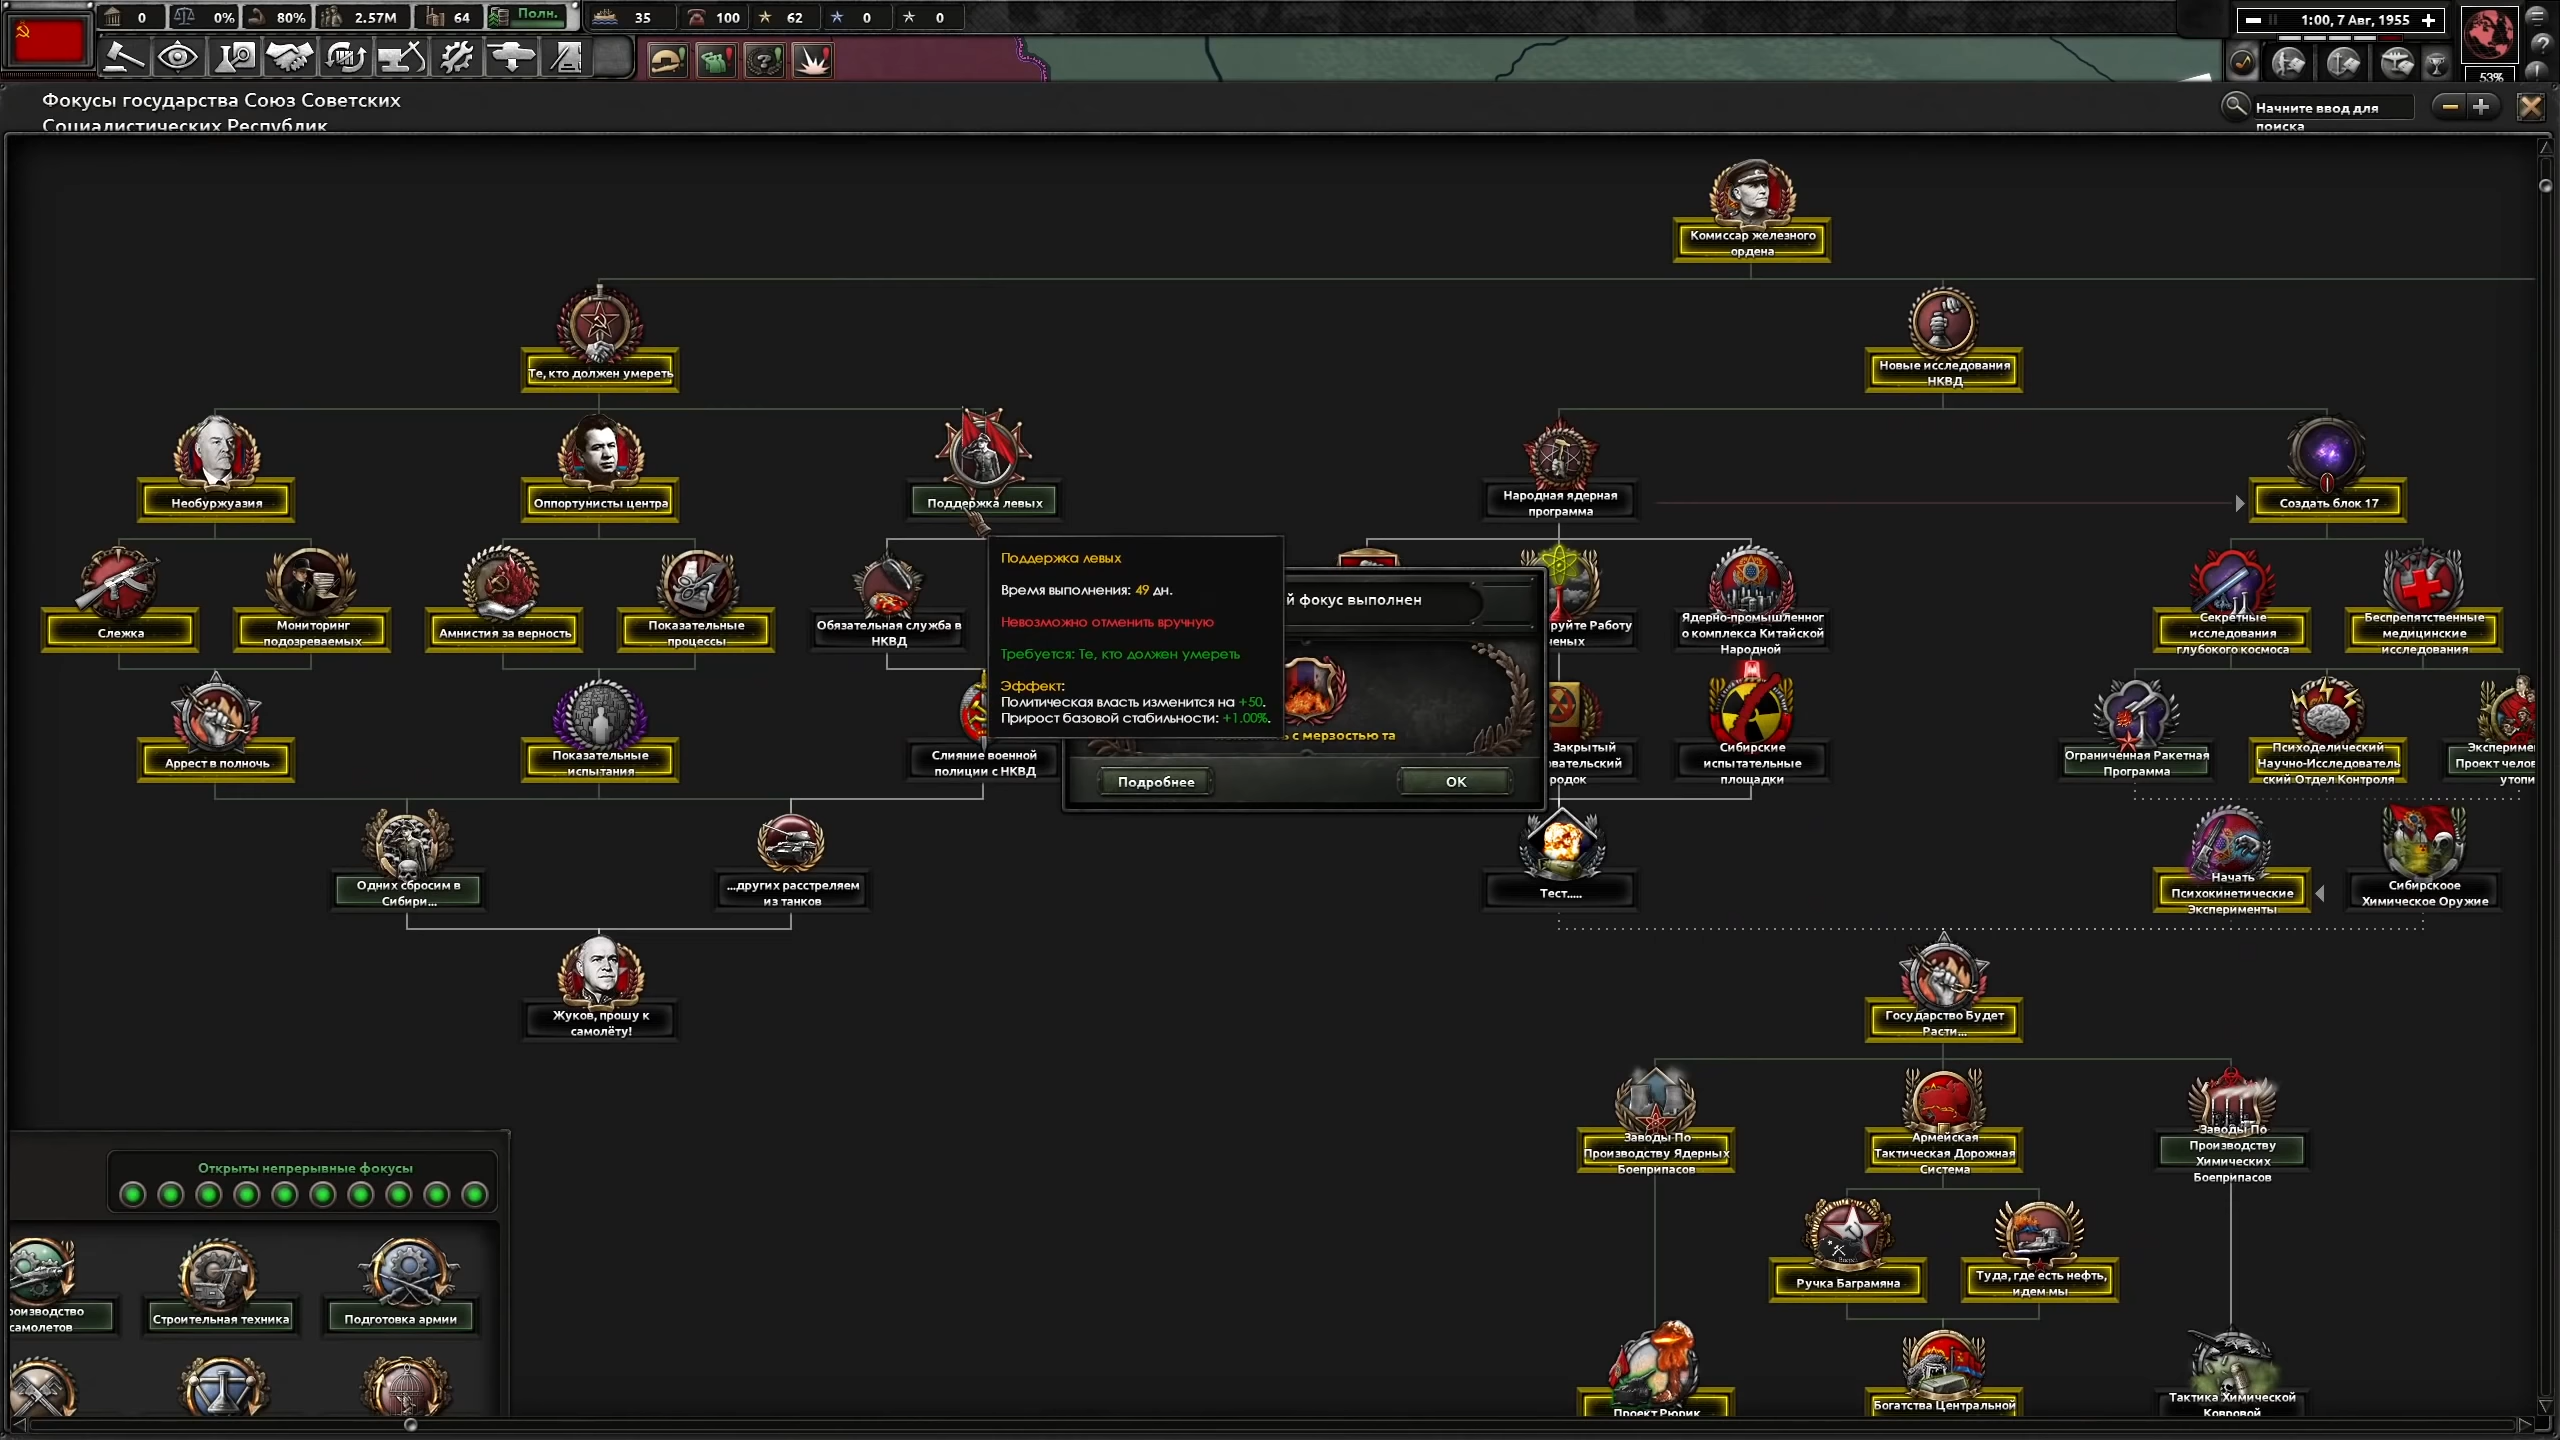 0
0%
80%
2.57M
64
Полн.
35
100
62
0
0
1:00, 7 Авг, 1955
53%
Фокусы государства Союз Советских
Социалистических Республик
Начните ввод для
поиска
Комиссар железного
ордена
Те, кто должен умереть
Новые исследования
НКВД
Необуржуазия
Оппортунисты центра
Поддержка левых
Народная ядерная
программа
Создать блок 17
Слежка
Мониторинг
подозреваемых
Амнистия за верность
Показательные
процессы
Обязательная служба в
НКВД
Поддержка левых
Время выполнения: 49 дн.
Невозможно отменить вручную
Требуется: Те, кто должен умереть
Эффект:
Политическая власть изменится на +50.
Прирост базовой стабильности: +1.00%.
й фокус выполнен
с мерзостью та
Подробнее
OK
руйте Работу
еных
Ядерно-промышленног
о комплекса Китайской
Народной
Секретные
исследования
глубокого космоса
Беспрепятственные
медицинские
исследования
Арест в полночь
Показательные
испытания
Слияние военной
полиции с НКВД
Закрытый
овательский
родок
Сибирские
испытательные
площадки
Ограниченная Ракетная
Программа
Психоделический
Научно-Исследователь
ский Отдел Контроля
Экспериме
Проект челов
утопи
Одних сбросим в
Сибири...
...других расстреляем
из танков
Тест.....
Начать
Психокинетические
Эксперименты
Сибирскоое
Химическое Оружие
Жуков, прошу к
самолёту!
Государство Будет
Расти...
Заводы По
Производству Ядерных
Боеприпасов
Армейская
Тактическая Дорожная
Система
Заводы По
Производству
Химических
Боеприпасов
Открыты непрерывные фокусы
Ручка Баграмяна
Туда, где есть нефть,
идем мы
роизводство
самолетов
Строительная техника
Подготовка армии
Проект Рюрик
Богатства Центральной
Тактика Химической
Ковровой